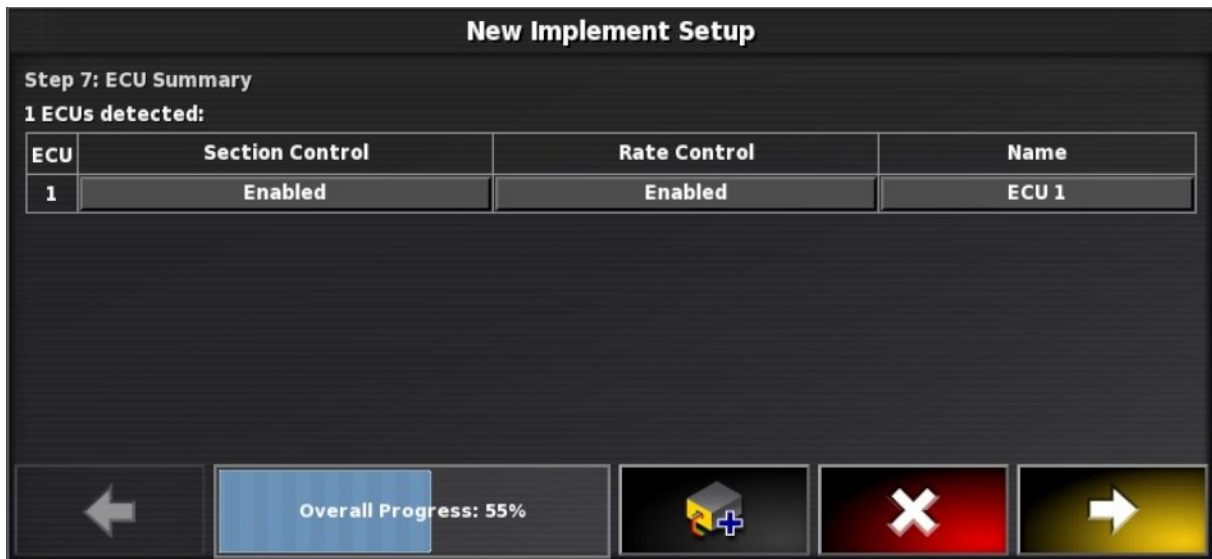 New Implement Setup
Step 7: ECU Summary
1 ECUs detected:
ECU Section Control Rate Control Name
1 Enabled Enabled ECU 1
Overall Progress: 55%